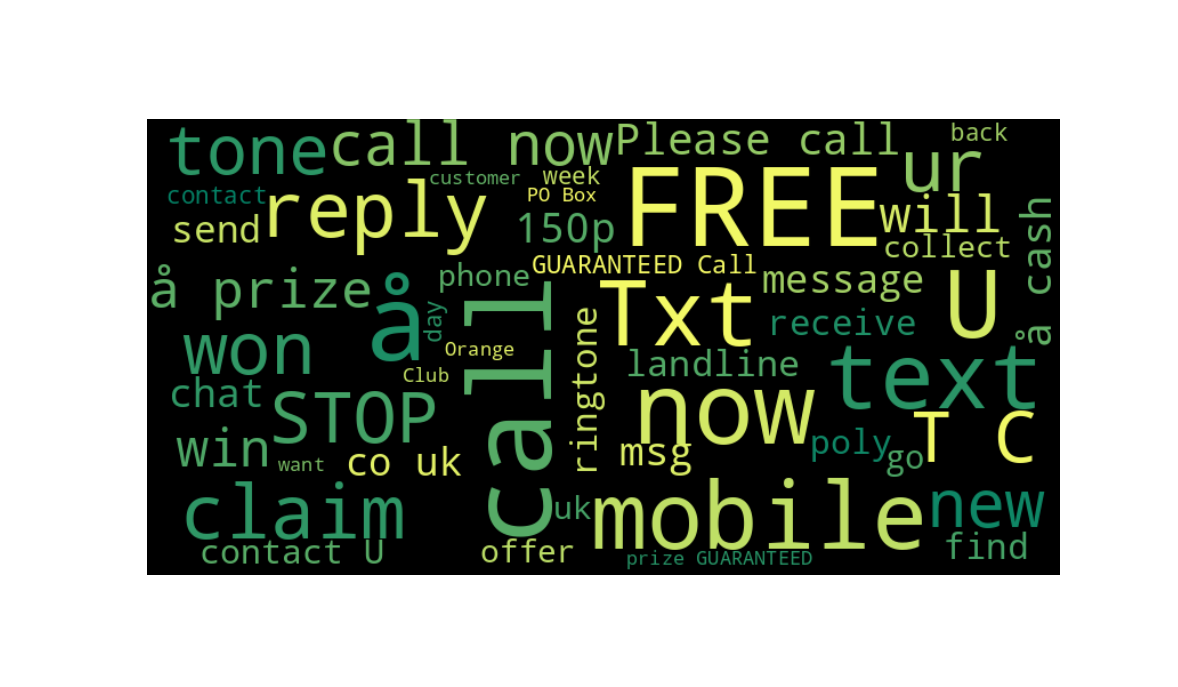 tone
call now
Please call
back
ur
contact
customer
week
PO Box
FREE
reply
send
150p
will
collect
å cash
å prize
å
phone
GUARANTEED Call
message
U
day
call
ringtone
Txt
receive
won
Orange
Club
landline
text
chat
STOP
now
T C
win
want
co uk
msg
poly
go
claim
uk
mobile
new
contact U
offer
prize GUARANTEED
find